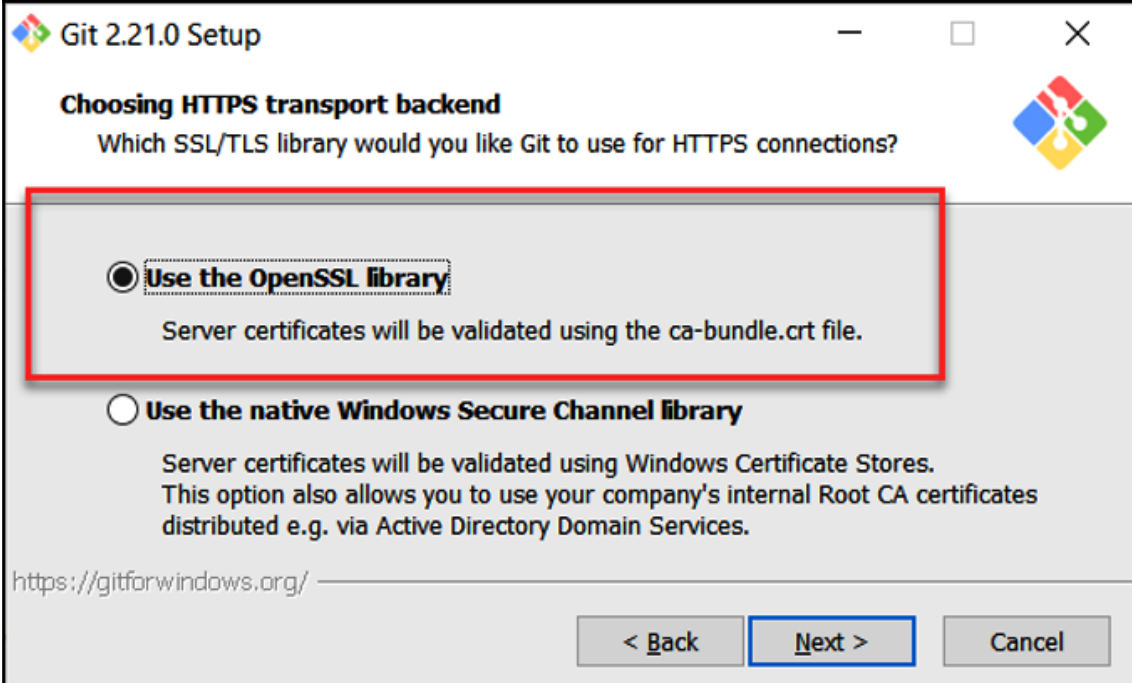 Git 2.21.0 Setup
Choosing HTTPS transport backend
Which SSL/TLS library would you like Git to use for HTTPS connections?
Use the OpenSSL library
Server certificates will be validated using the ca-bundle.crt file.
Use the native Windows Secure Channel library
Server certificates will be validated using Windows Certificate Stores.
This option also allows you to use your company's internal Root CA certificates
distributed e.g. via Active Directory Domain Services.
https://gitforwindows.org/
< Back Next > Cancel